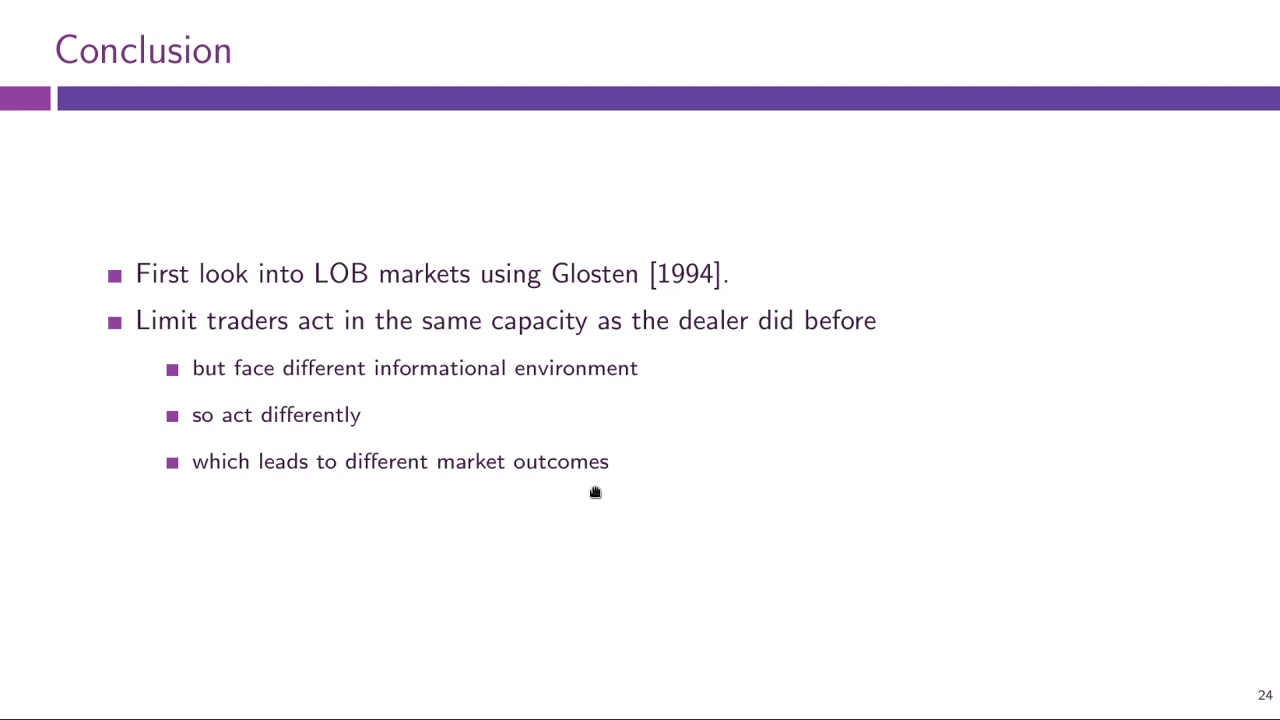 Conclusion
First look into LOB markets using Glosten [1994].
Limit traders act in the same capacity as the dealer did before
but face different informational environment
so act differently
which leads to different market outcomes
24